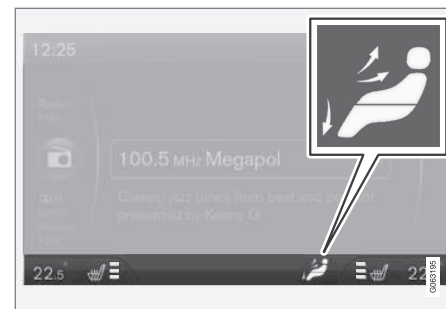 12:25
Radio
100.5 MHz Megapol
Classic jazz tunes from past and present
presented by Kenny G
22.5°
22
G063195